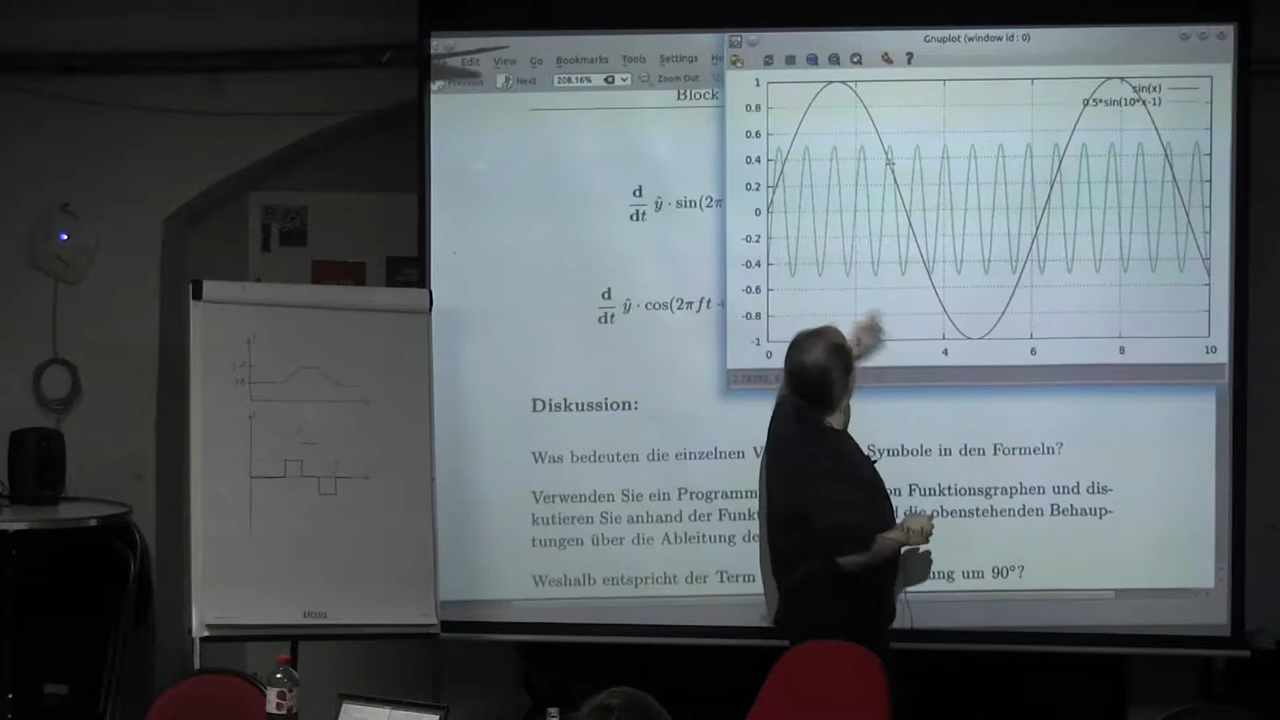 Gnuplot (window id : 0)
Edit View Go Bookmarks Tools Settings
Previous Next 208.16% Zoom Out
Block
d
dt ŷ · sin(2π
d
dt ŷ · cos(2πft
sin(x)
0.5*sin(10*x-1)
1
0.8
0.6
0.4
0.2
0
-0.2
-0.4
-0.6
-0.8
-1
0 4 6 8 10
Diskussion:
Was bedeuten die einzelnen Symbole in den Formeln?
Verwenden Sie ein Programm Funktionsgraphen und dis-
kutieren Sie anhand der die obenstehenden Behaup-
tungen über die Ableitung
Weshalb entspricht der Term um 90°?